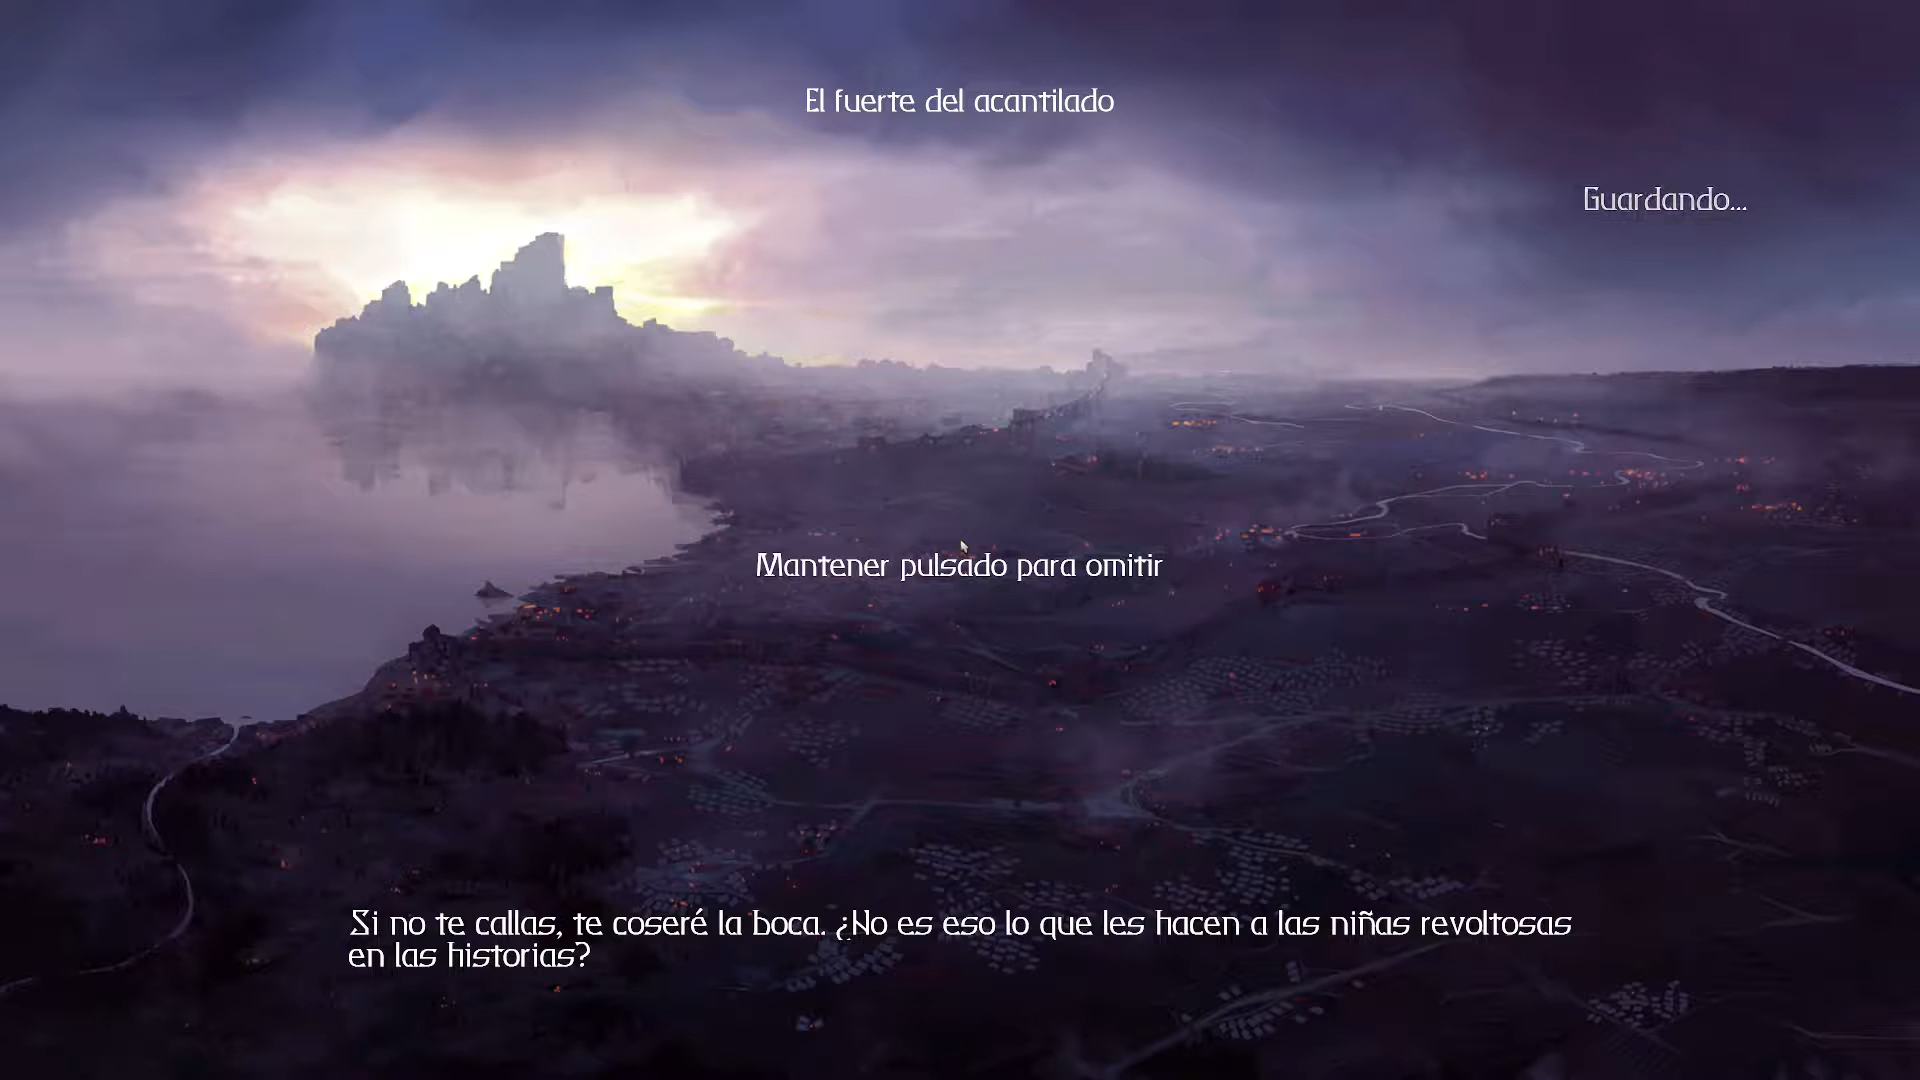 El fuerte del acantilado
Guardando...
Mantener pulsado para omitir
Si no te callas, te coseré la boca. ¿No es eso lo que les hacen a las niñas revoltosas
en las historias?